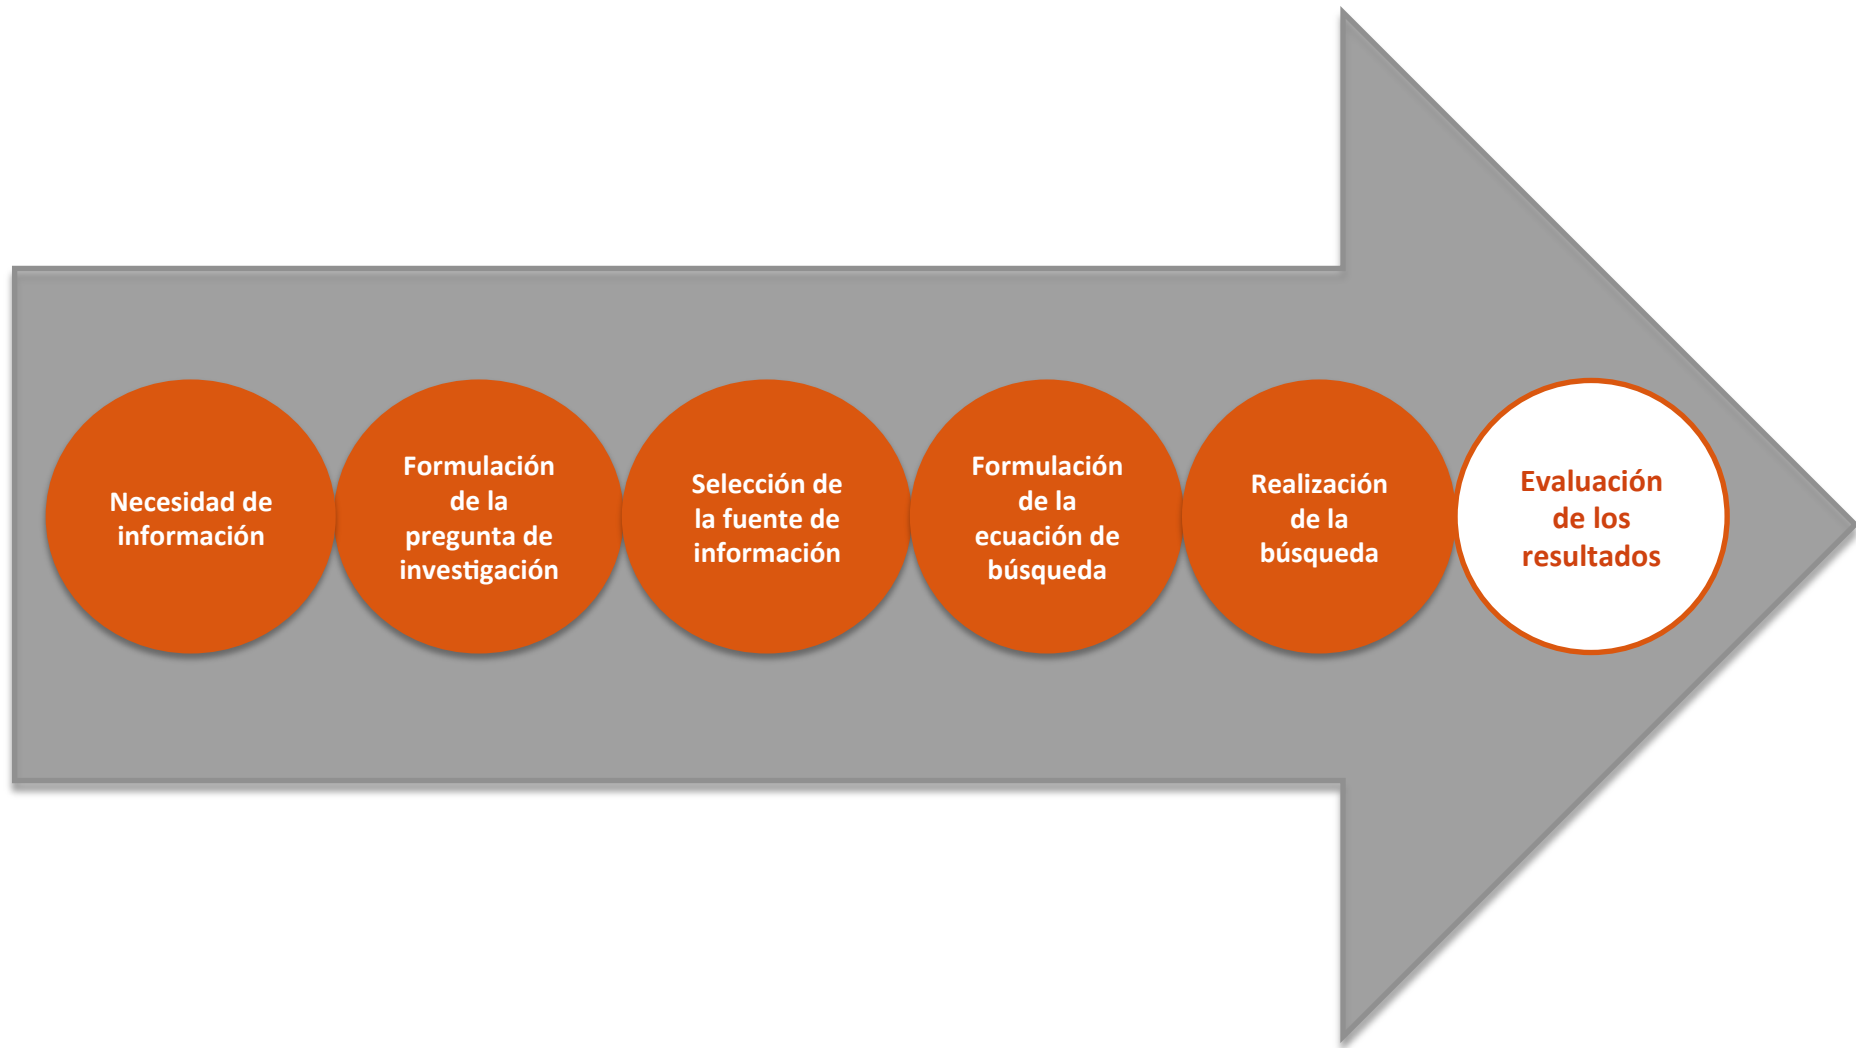 Necesidad de
información
Formulación
de la
pregunta de
investigación
Selección de
la fuente de
información
Formulación
de la
ecuación de
búsqueda
Realización
de la
búsqueda
Evaluación
de los
resultados